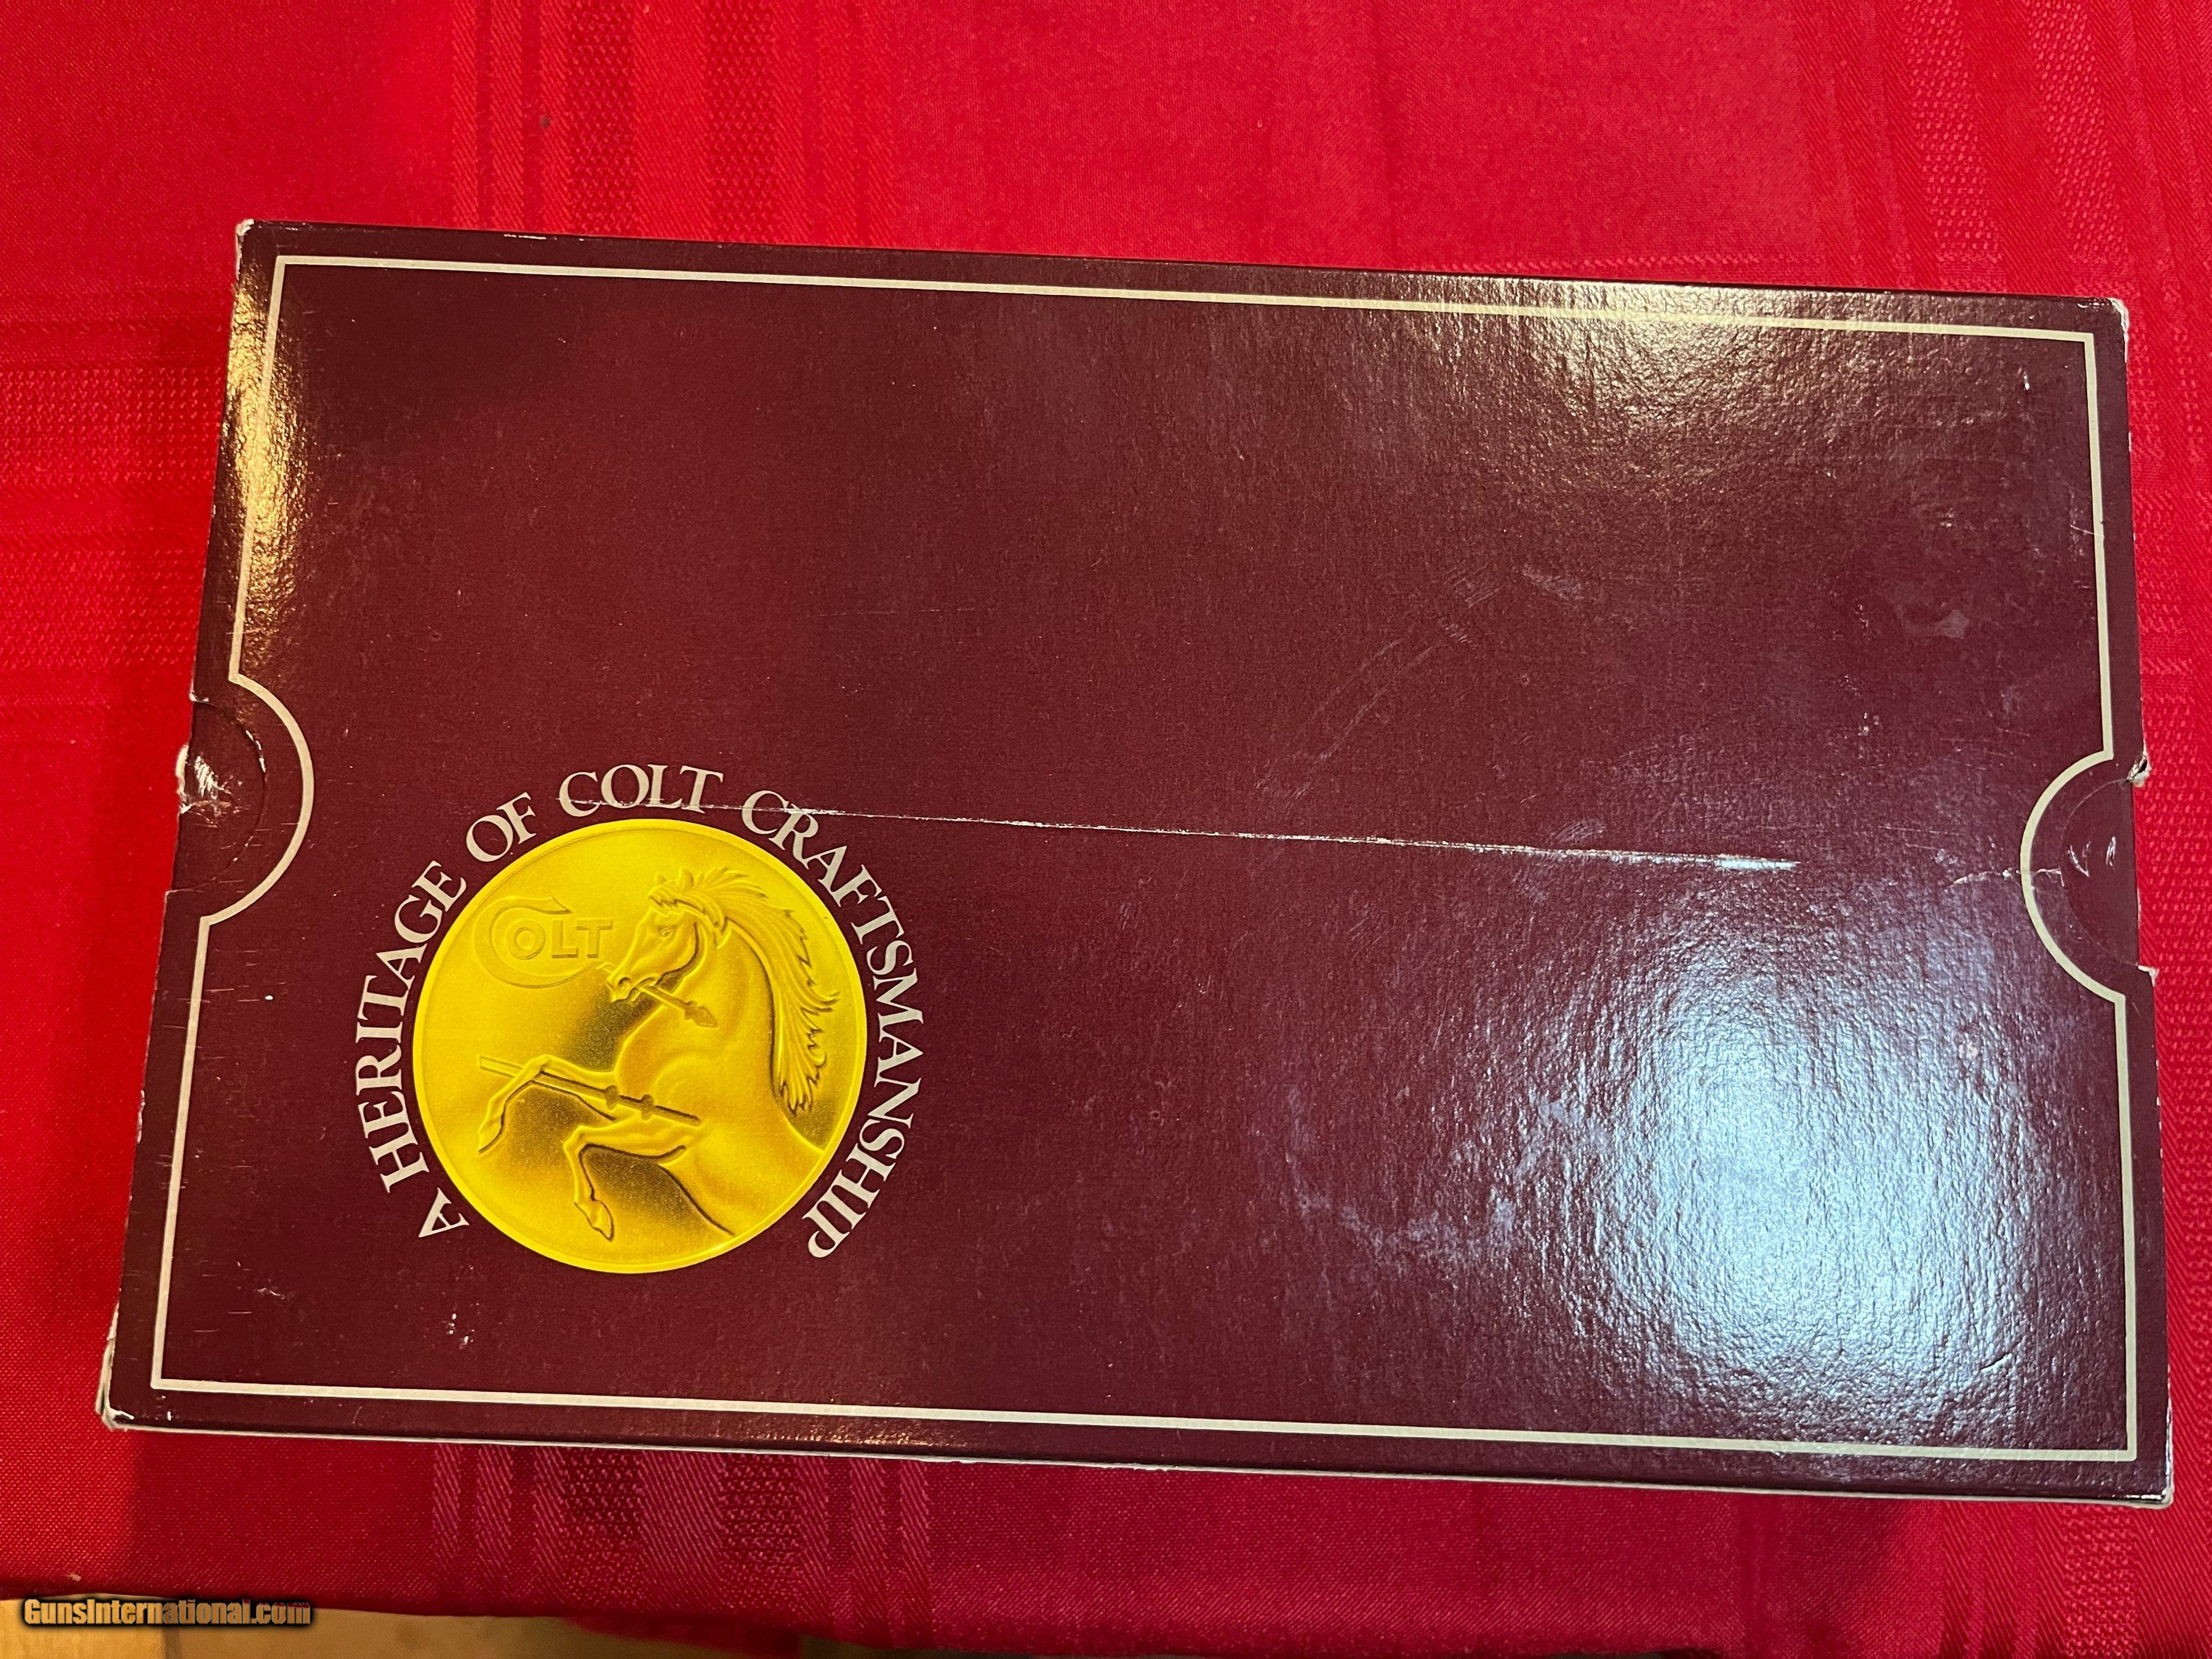 A HERITAGE OF COLT CRAFTSMANSHIP
COLT
GunsInternational.com